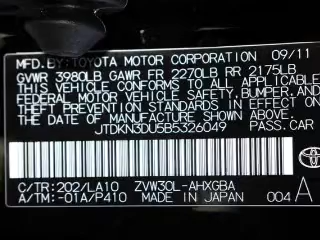 MFD.BY:TOYOTA MOTOR CORPORATION 09/11
GVWR 3980LB GAWR FR 2270LB RR 2175LB
THIS VEHICLE CONFORMS TO ALL APPLICABLE
FEDERAL MOTOR VEHICLE SAFETY, BUMPER, AND
THEFT PREVENTION STANDARDS IN EFFECT ON
THE DATE OF MANUFACTURE SHOWN ABOVE.
JTDKN3DU5B5326049 PASS.CAR
C/TR:202/LA10 ZVW30L-AHXGBA
A/TM:-01A/P410 MADE IN JAPAN 004 A